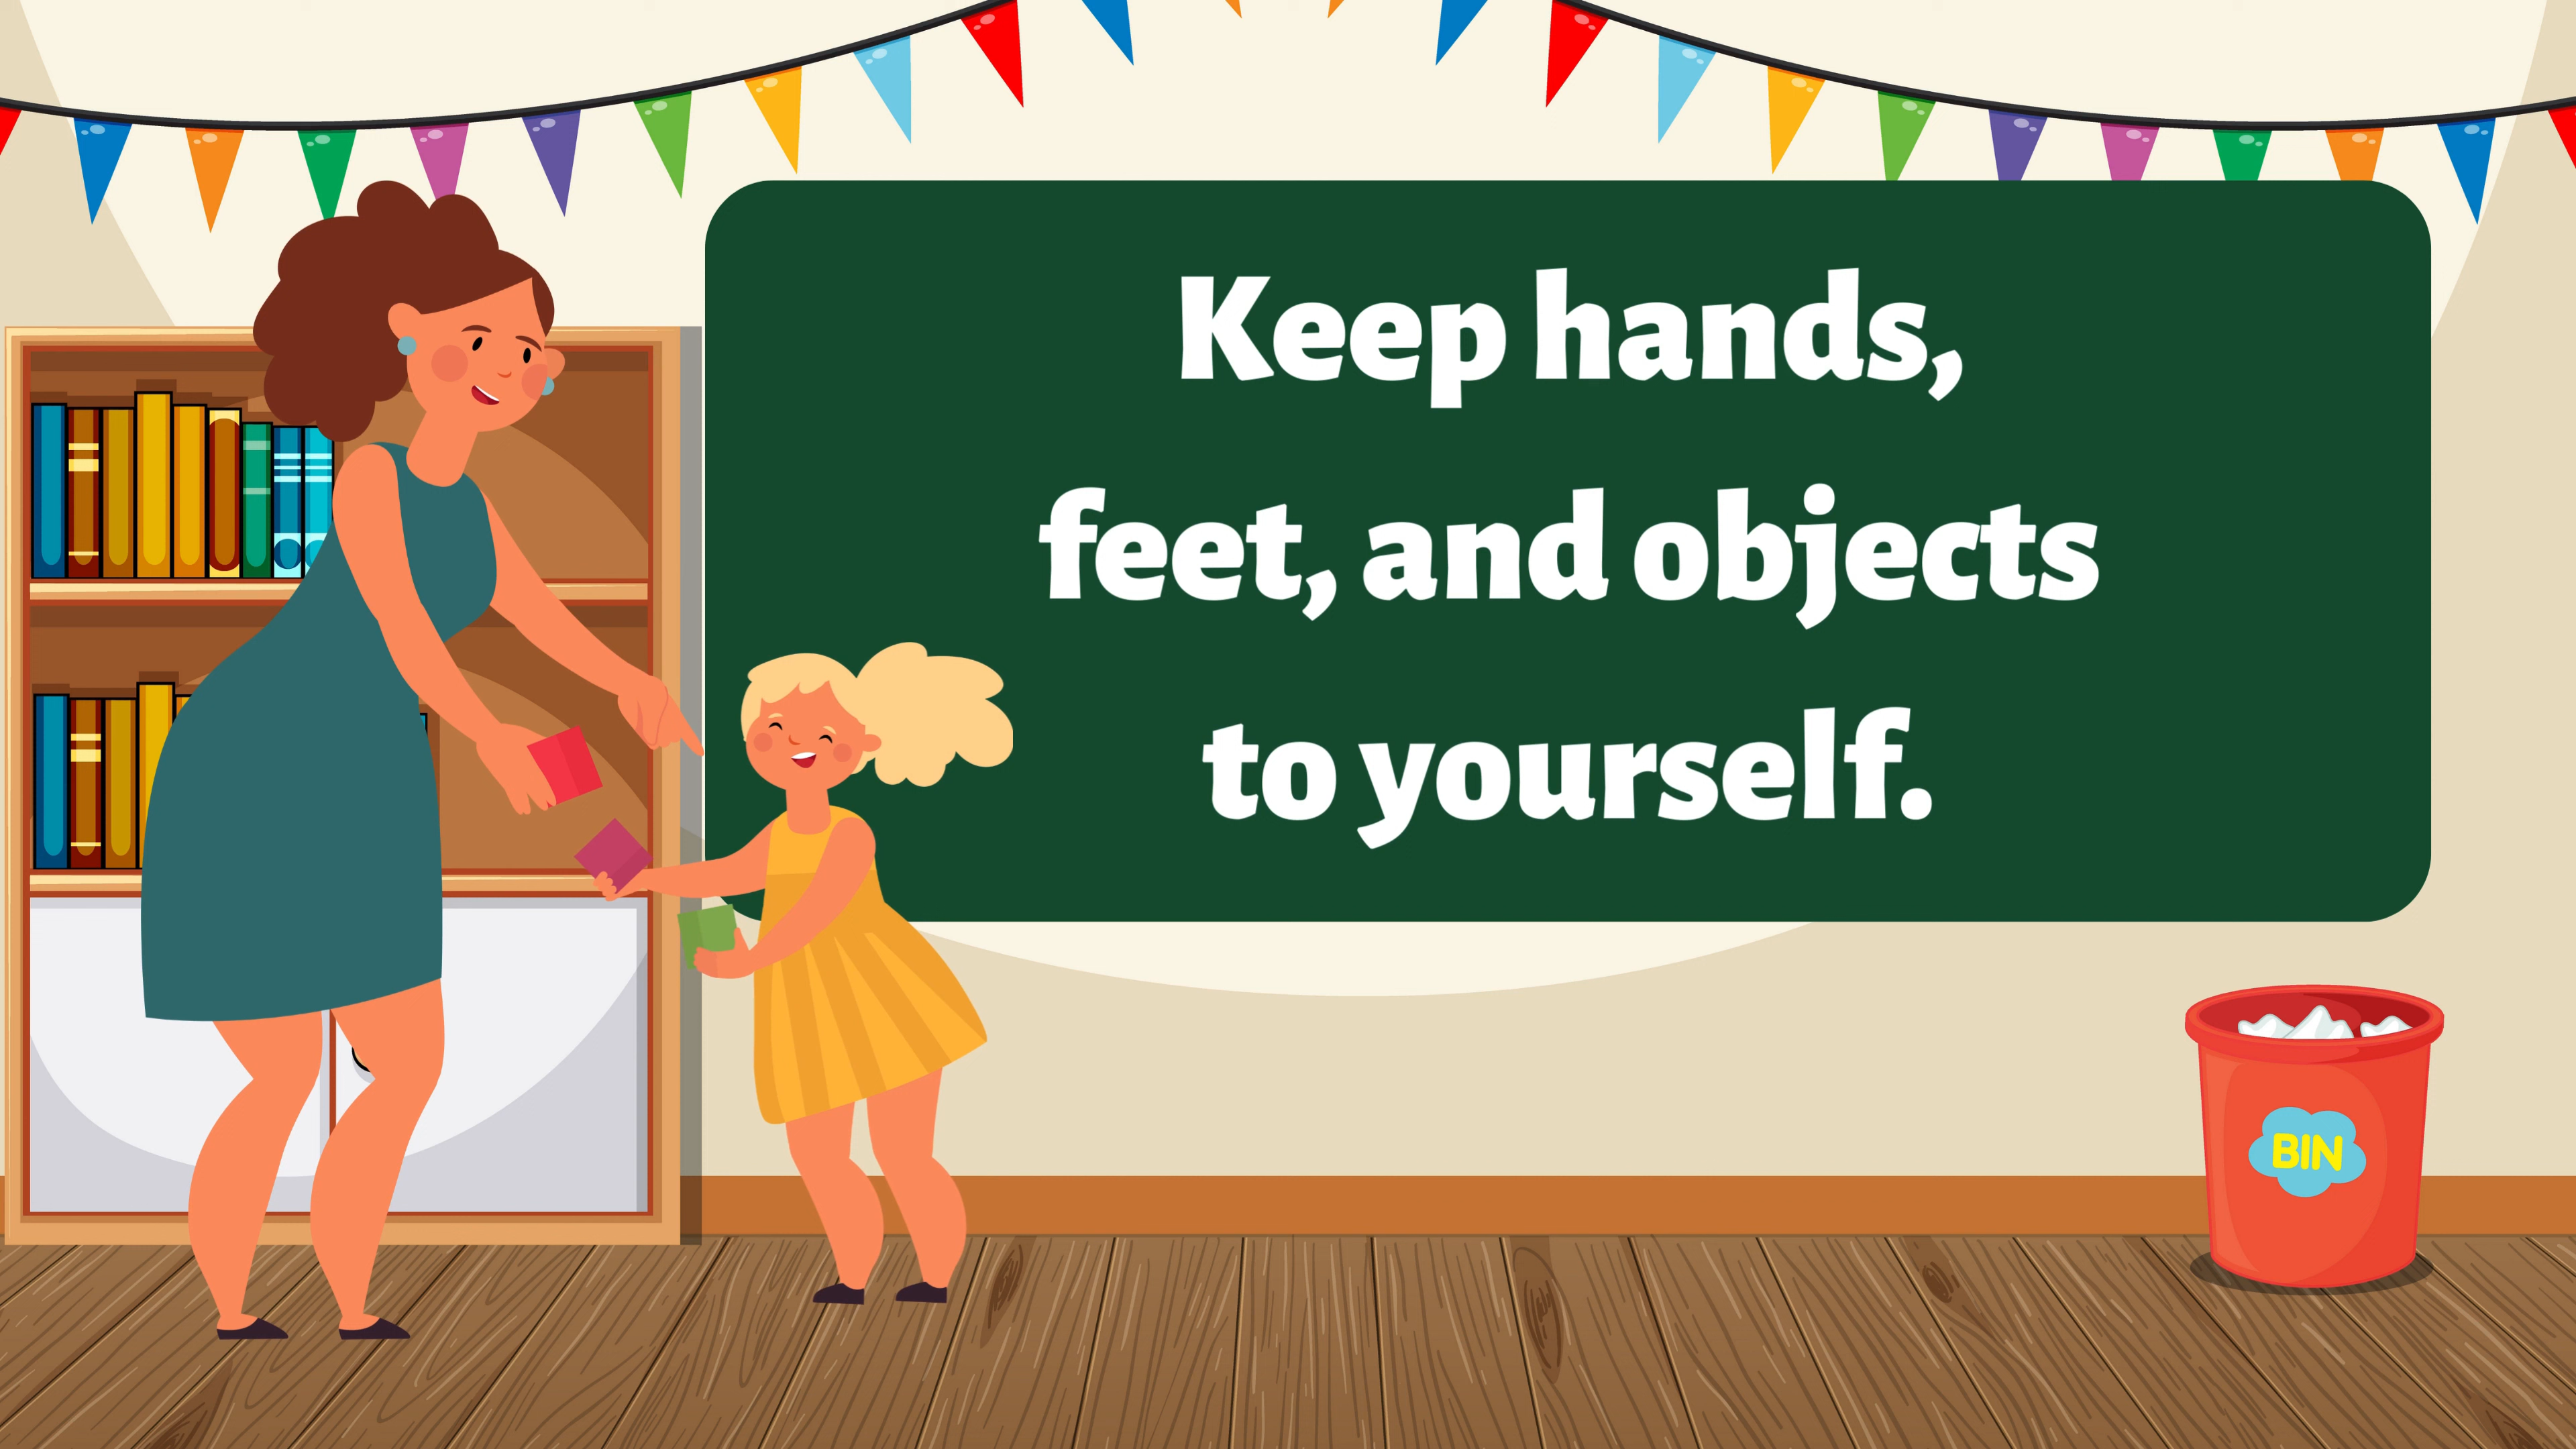 Keep hands,
feet, and objects
to yourself.
BIN